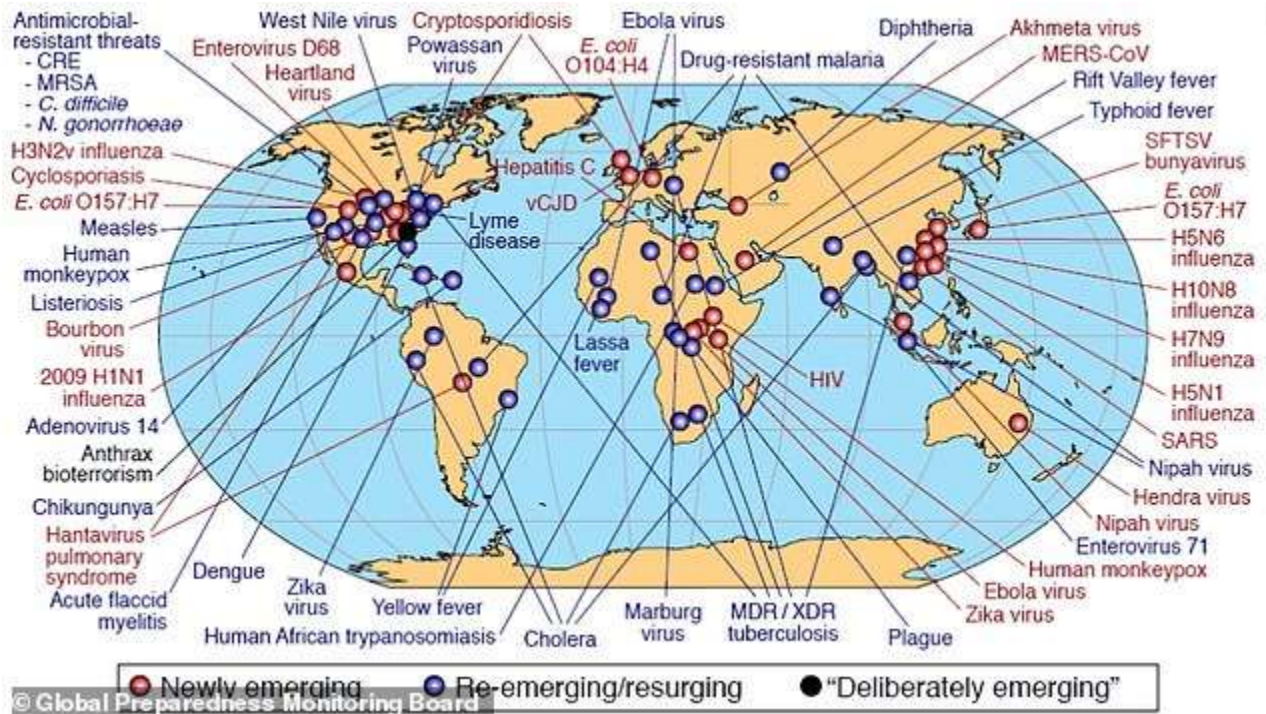 Antimicrobial-
resistant threats
- CRE
- MRSA
- C. difficile
- N. gonorrhoeae
West Nile virus
Enterovirus D68
Heartland
virus
Cryptosporidiosis
Powassan
virus
E. coli
O104:H4
Ebola virus
Drug-resistant malaria
Diphtheria
Akhmeta virus
MERS-CoV
Rift Valley fever
Typhoid fever
SFTSV
bunyavirus
E. coli
O157:H7
H5N6
influenza
H10N8
influenza
H7N9
influenza
H5N1
influenza
SARS
Nipah virus
Hendra virus
Nipah virus
Enterovirus 71
Human monkeypox
Ebola virus
Zika virus
H3N2v influenza
Cyclosporiasis
E. coli O157:H7
Measles
Human
monkeypox
Listeriosis
Bourbon
virus
2009 H1N1
influenza
Adenovirus 14
Anthrax
bioterrorism
Chikungunya
Hantavirus
pulmonary
syndrome
Acute flaccid
myelitis
Hepatitis C
vCJD
Lyme
disease
Lassa
fever
HIV
Dengue
Zika
virus
Yellow fever
Human African trypanosomiasis
Cholera
Marburg
virus
MDR / XDR
tuberculosis
Plague
Newly emerging
Re-emerging/resurging
"Deliberately emerging"
© Global Preparedness Monitoring Board